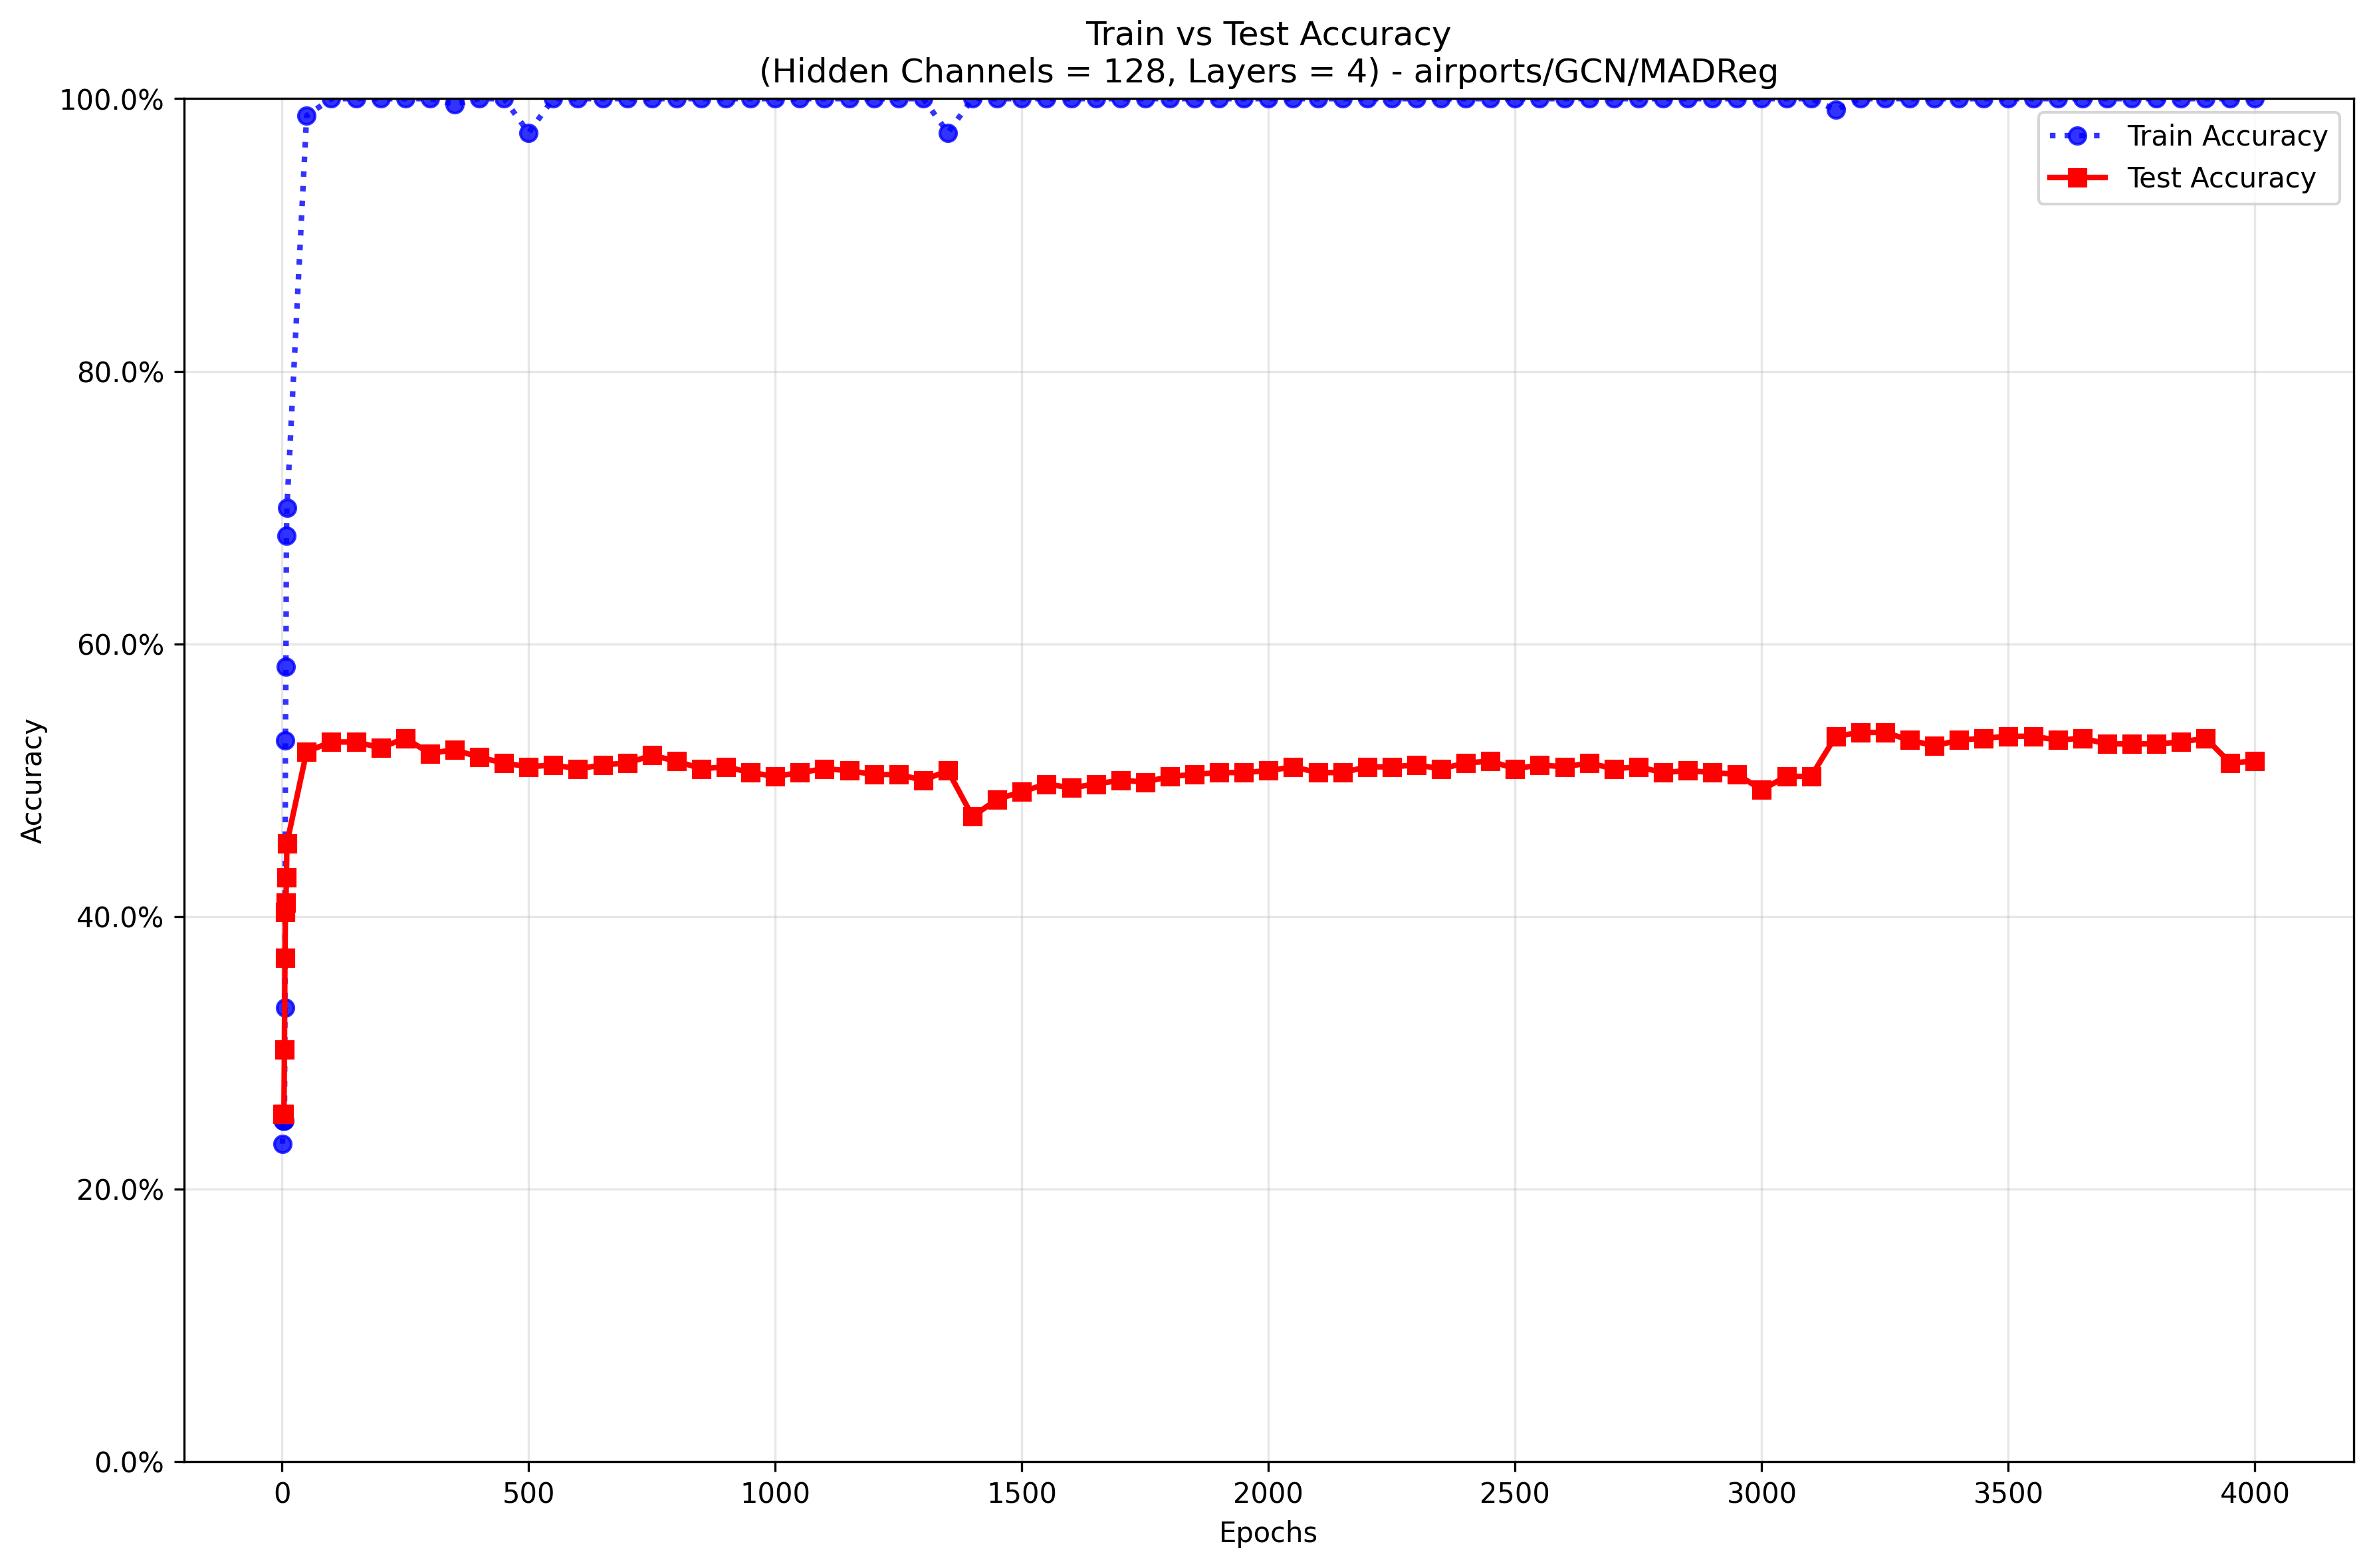 Train vs Test Accuracy
(Hidden Channels = 128, Layers = 4) - airports/GCN/MADReg
100.0%
80.0%
60.0%
40.0%
20.0%
0.0%
Accuracy
Train Accuracy
Test Accuracy
0 500 1000 1500 2000 2500 3000 3500 4000
Epochs